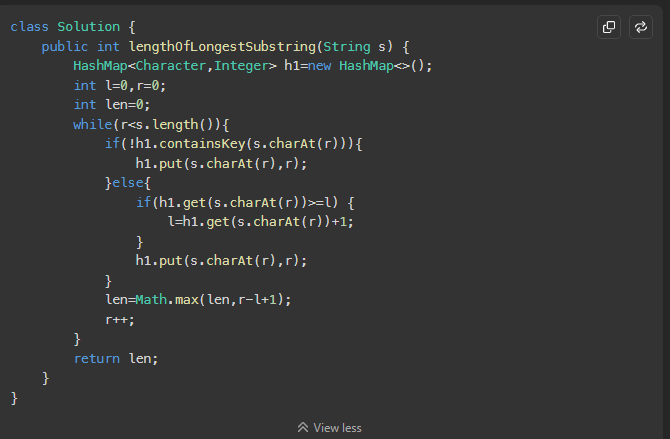 class Solution {
    public int lengthOfLongestSubstring(String s) {
        HashMap<Character,Integer> h1=new HashMap<>();
        int l=0,r=0;
        int len=0;
        while(r<s.length()){
            if(!h1.containsKey(s.charAt(r))){
                h1.put(s.charAt(r),r);
            }else{
                if(h1.get(s.charAt(r))>=l) {
                    l=h1.get(s.charAt(r))+1;
                }
                h1.put(s.charAt(r),r);
            }
            len=Math.max(len,r-l+1);
            r++;
        }
        return len;
    }
}
View less